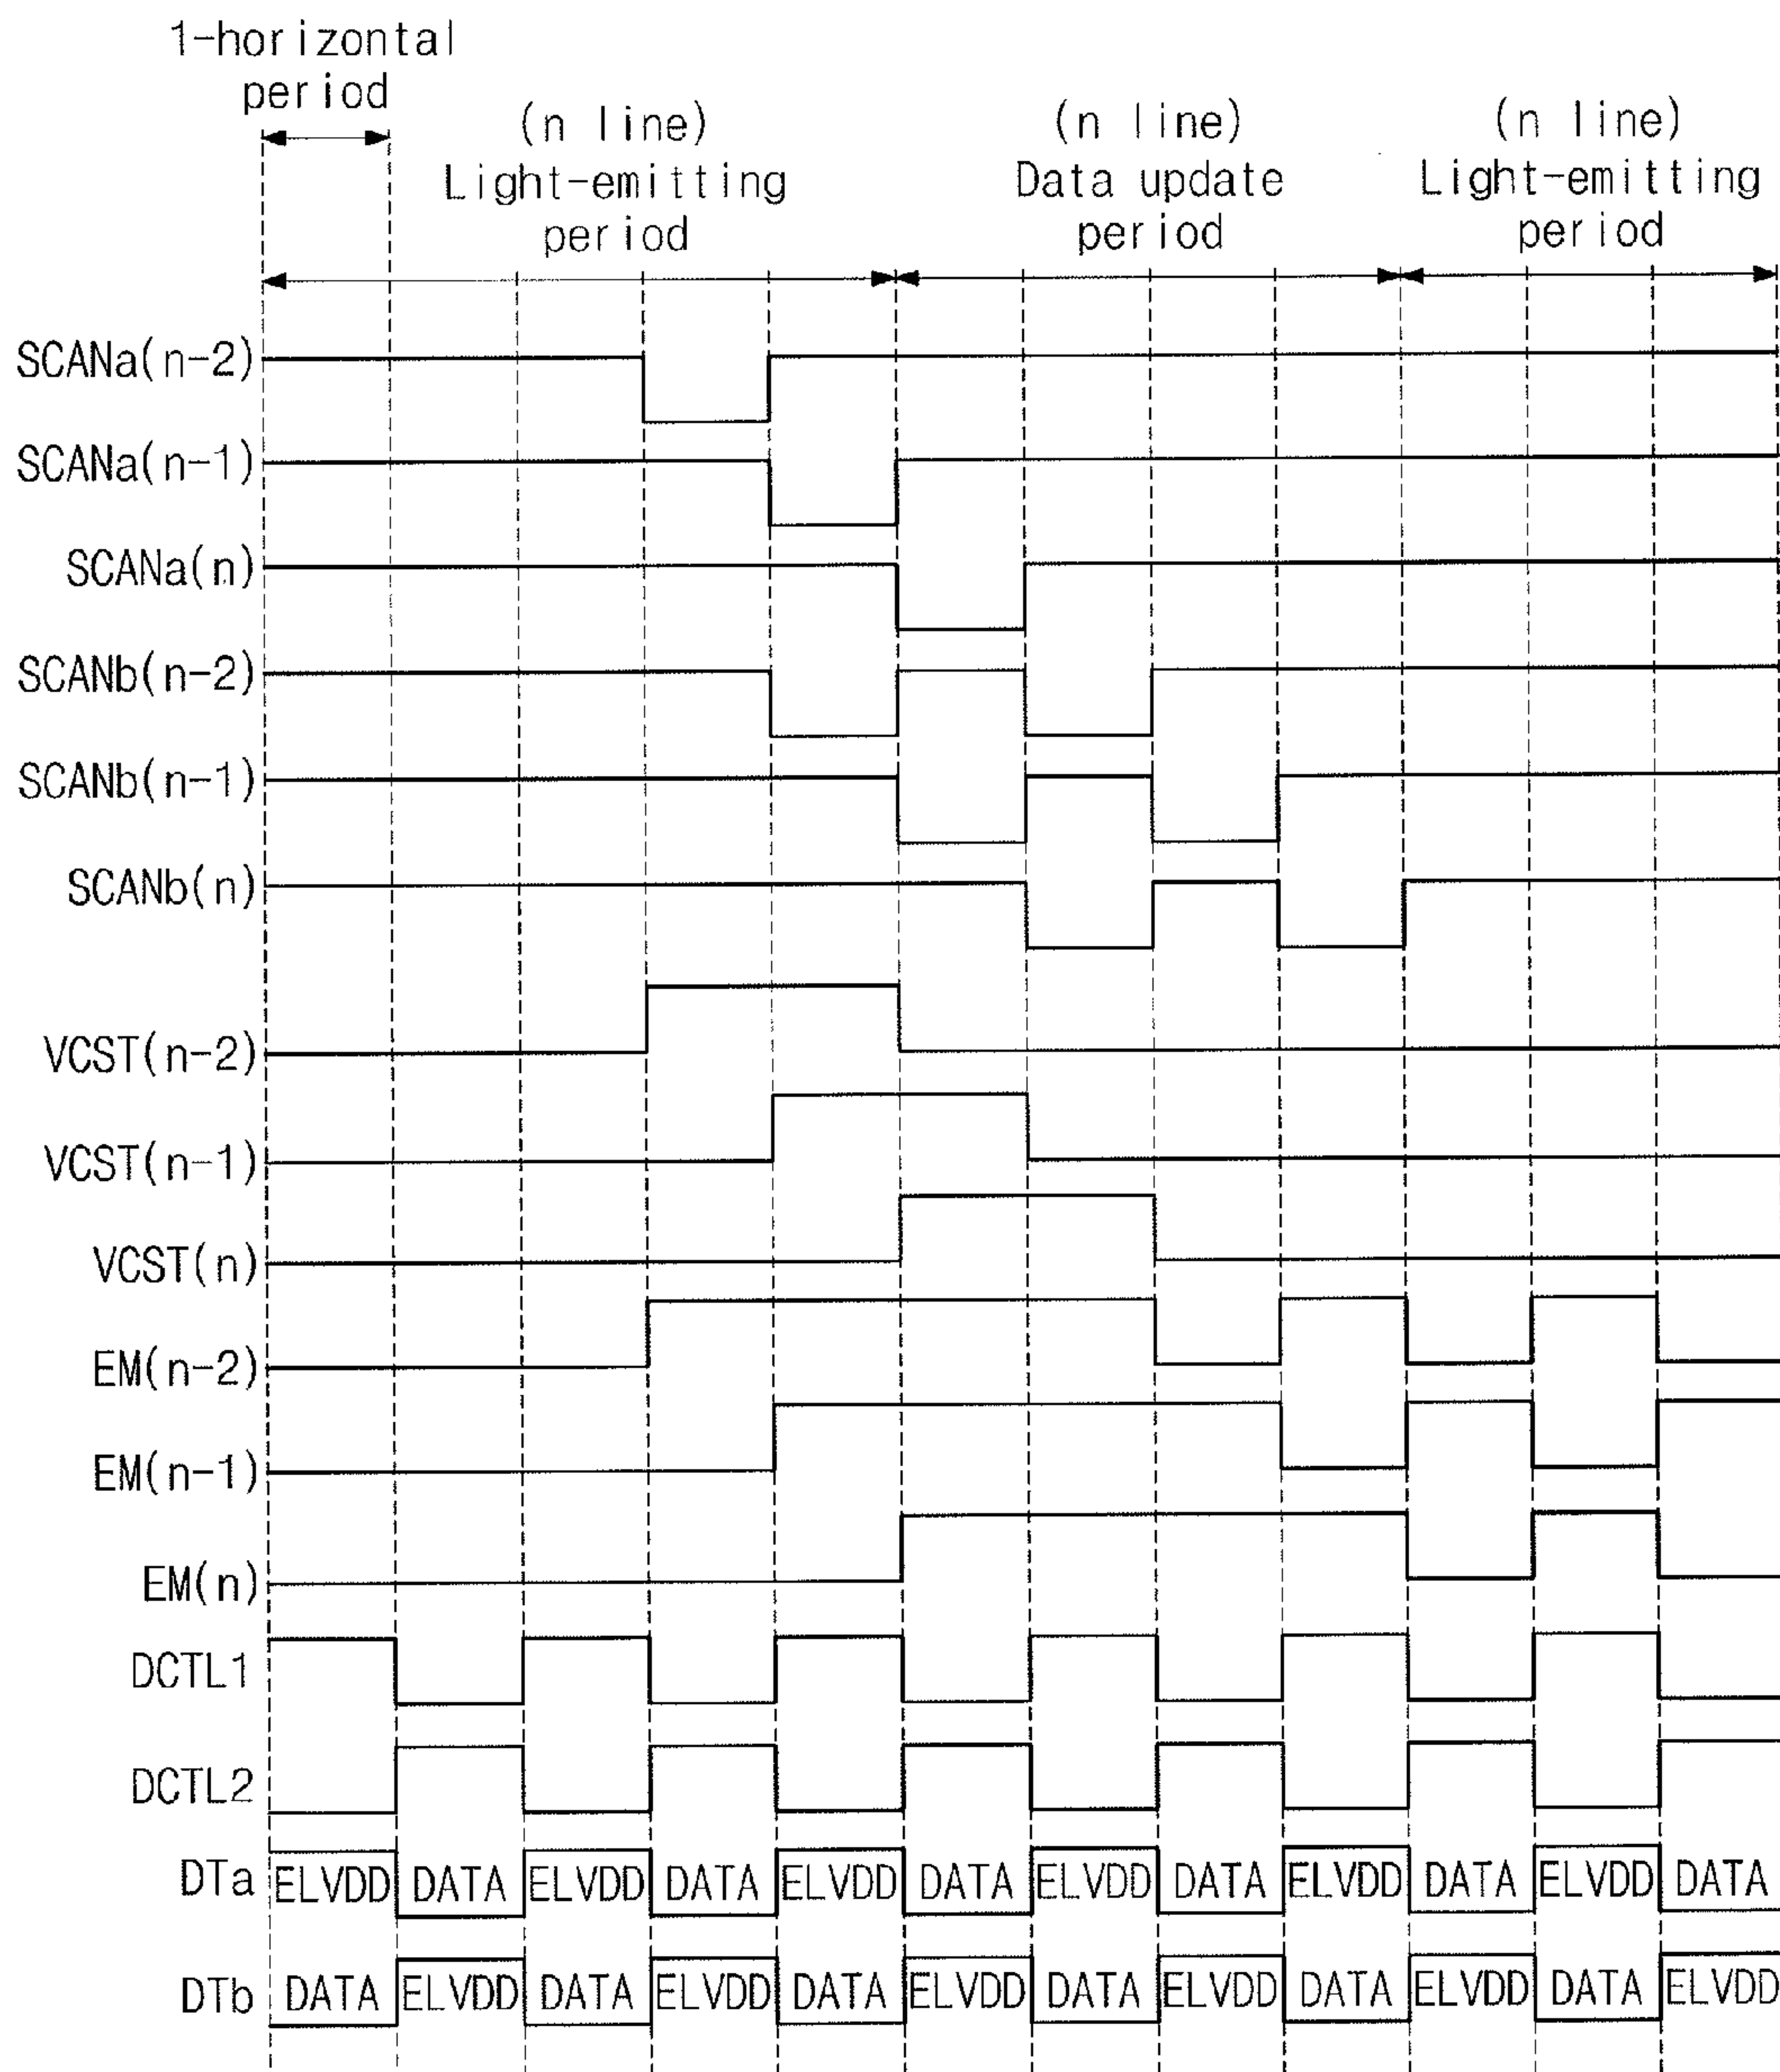 1-horizontal
period
(n line)
Light-emitting
period
(n line)
Data update
period
(n line)
Light-emitting
period
SCANa(n-2)
SCANa(n-1)
SCANa(n)
SCANb(n-2)
SCANb(n-1)
SCANb(n)
VCST(n-2)
VCST(n-1)
VCST(n)
EM(n-2)
EM(n-1)
EM(n)
DCTL1
DCTL2
DTa ELVDD DATA ELVDD DATA ELVDD DATA ELVDD DATA ELVDD DATA ELVDD DATA
DTb DATA ELVDD DATA ELVDD DATA ELVDD DATA ELVDD DATA ELVDD DATA ELVDD